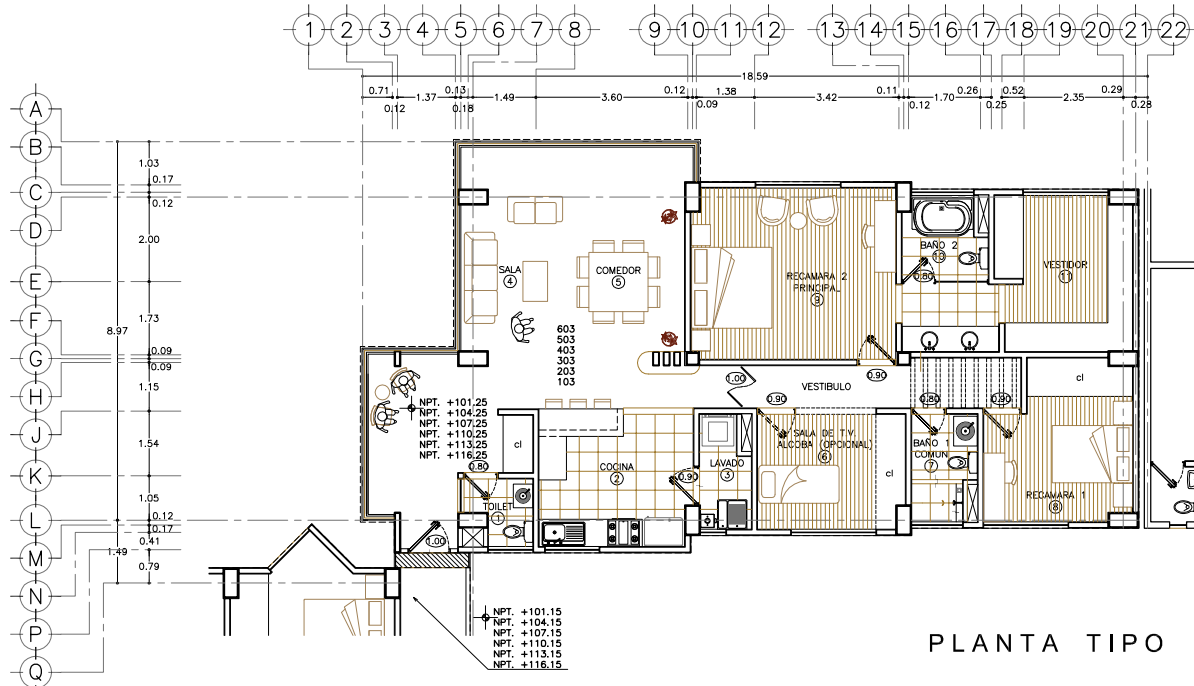 1 2 3 4 5 6 7 8 9 10 11 12 13 14 15 16 17 18 19 20 21 22
18.59
0.71 0.12 1.37 0.13 0.18 1.49 3.60 0.12 0.09 1.38 3.42 0.11 0.12 1.70 0.26 0.25 0.52 2.35 0.29 0.28
A
B
C
D
E
F
G
H
J
K
L
M
N
P
Q
8.97
1.49
1.03
0.17
0.12
2.00
1.73
0.09
0.09
1.15
1.54
1.05
0.12
0.17
0.41
0.79
SALA
4
COMEDOR
5
603
503
403
303
203
103
RECAMARA 2
PRINCIPAL
9
BAÑO 2
10
0.80
VESTIDOR
11
1.00
VESTIBULO
0.90
0.90
0.80
0.90
cl
NPT. +101.25
NPT. +104.25
NPT. +107.25
NPT. +110.25
NPT. +113.25
NPT. +116.25
cl
0.80
TOILET
1
1.00
COCINA
2
0.90
LAVADO
3
SALA DE T.V.
ALCOBA (OPCIONAL)
6
cl
BAÑO 1
COMUN
7
RECAMARA 1
8
NPT. +101.15
NPT. +104.15
NPT. +107.15
NPT. +110.15
NPT. +113.15
NPT. +116.15
PLANTA TIPO